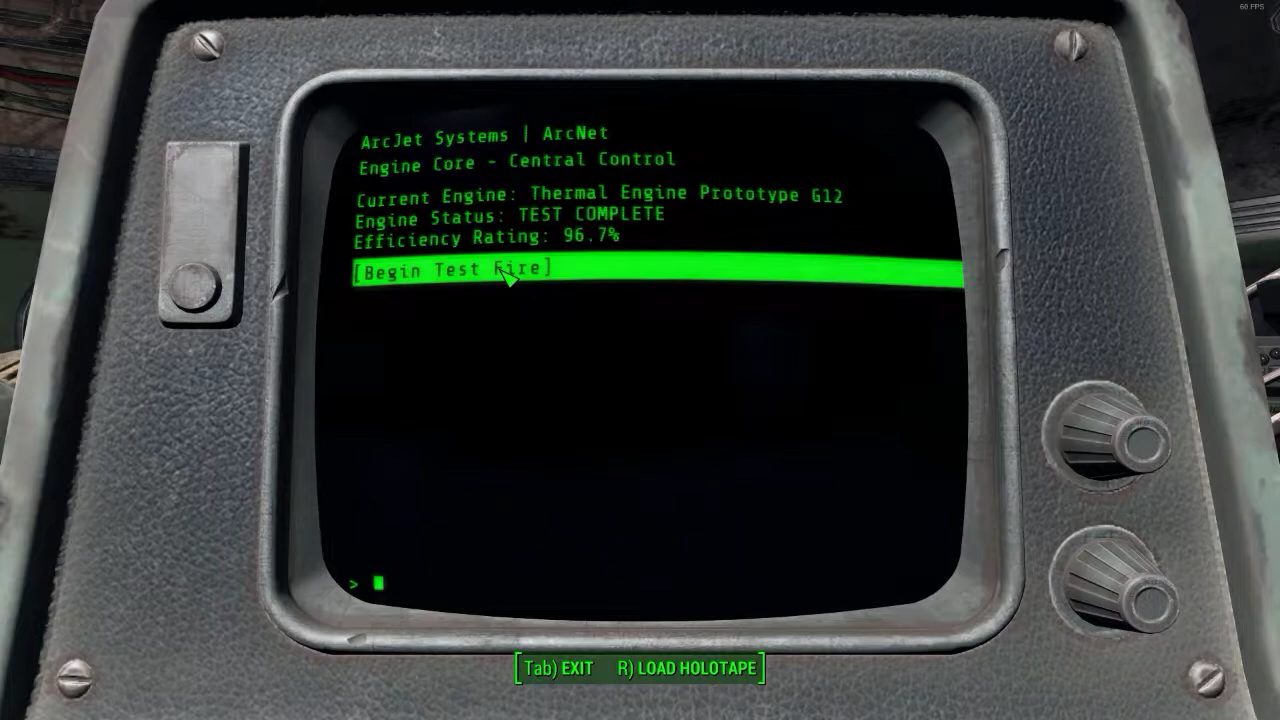 60 FPS
ArcJet Systems | ArcNet
Engine Core - Central Control
Current Engine: Thermal Engine Prototype G12
Engine Status: TEST COMPLETE
Efficiency Rating: 96.7%
[Begin Test Fire]
>
[Tab) EXIT R) LOAD HOLOTAPE]